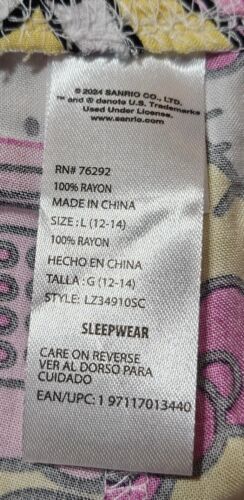 © 2024 SANRIO CO., LTD.
™ and ® denote U.S. Trademarks
Used Under License.
www.sanrio.com
RN# 76292
100% RAYON
MADE IN CHINA
SIZE : L (12-14)
100% RAYON
HECHO EN CHINA
TALLA : G (12-14)
STYLE: LZ34910SC
SLEEPWEAR
CARE ON REVERSE
VER AL DORSO PARA
CUIDADO
EAN/UPC: 1 97117013440